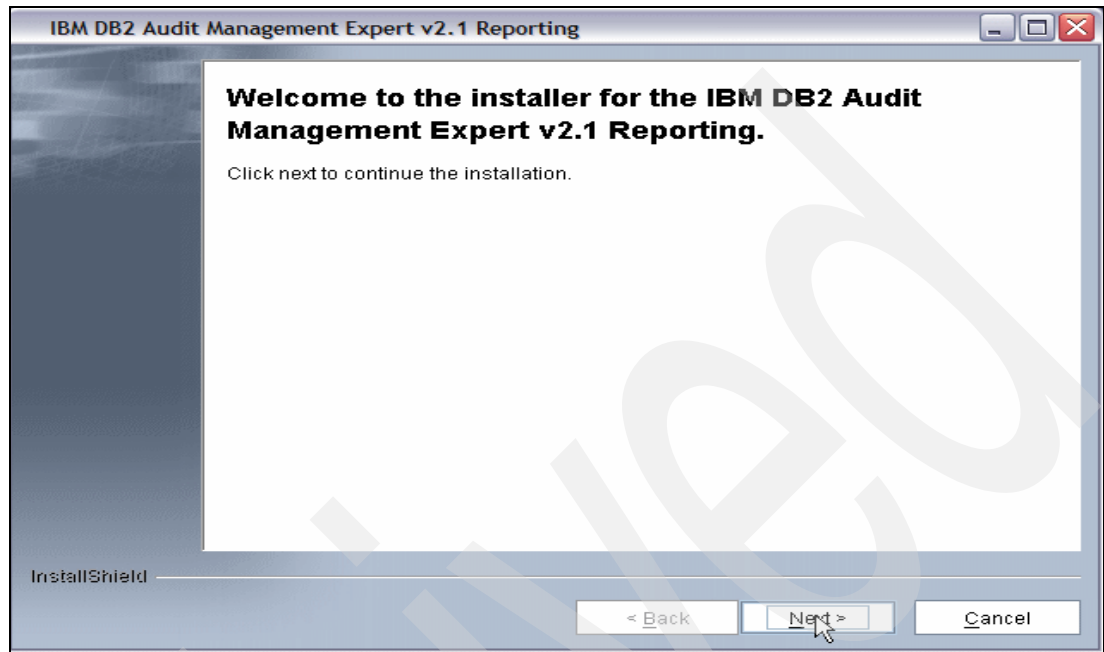 IBM DB2 Audit Management Expert v2.1 Reporting
Welcome to the installer for the IBM DB2 Audit
Management Expert v2.1 Reporting.
Click next to continue the installation.
InstallShield
< Back
Next >
Cancel